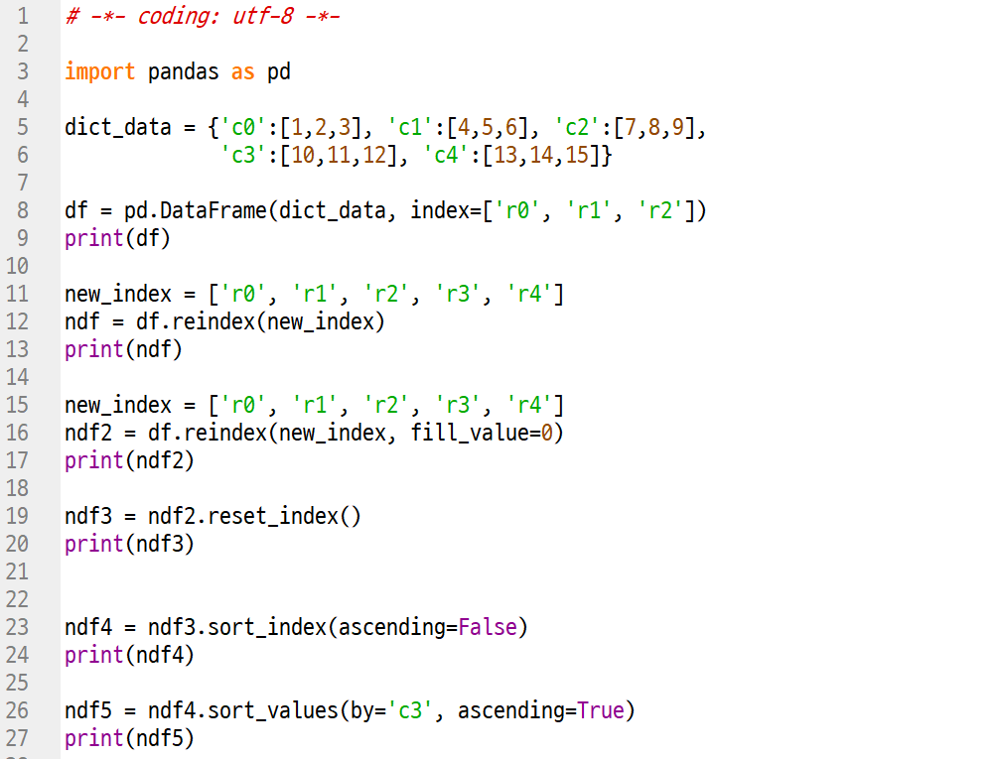 1 # -*- coding: utf-8 -*-
2
3 import pandas as pd
4
5 dict_data = {'c0':[1,2,3], 'c1':[4,5,6], 'c2':[7,8,9],
6              'c3':[10,11,12], 'c4':[13,14,15]}
7
8 df = pd.DataFrame(dict_data, index=['r0', 'r1', 'r2'])
9 print(df)
10
11 new_index = ['r0', 'r1', 'r2', 'r3', 'r4']
12 ndf = df.reindex(new_index)
13 print(ndf)
14
15 new_index = ['r0', 'r1', 'r2', 'r3', 'r4']
16 ndf2 = df.reindex(new_index, fill_value=0)
17 print(ndf2)
18
19 ndf3 = ndf2.reset_index()
20 print(ndf3)
21
22
23 ndf4 = ndf3.sort_index(ascending=False)
24 print(ndf4)
25
26 ndf5 = ndf4.sort_values(by='c3', ascending=True)
27 print(ndf5)